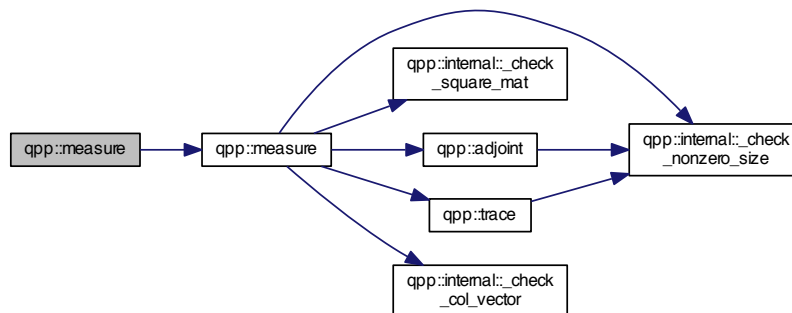 qpp::measure
qpp::measure
qpp::internal::_check
_square_mat
qpp::adjoint
qpp::trace
qpp::internal::_check
_col_vector
qpp::internal::_check
_nonzero_size